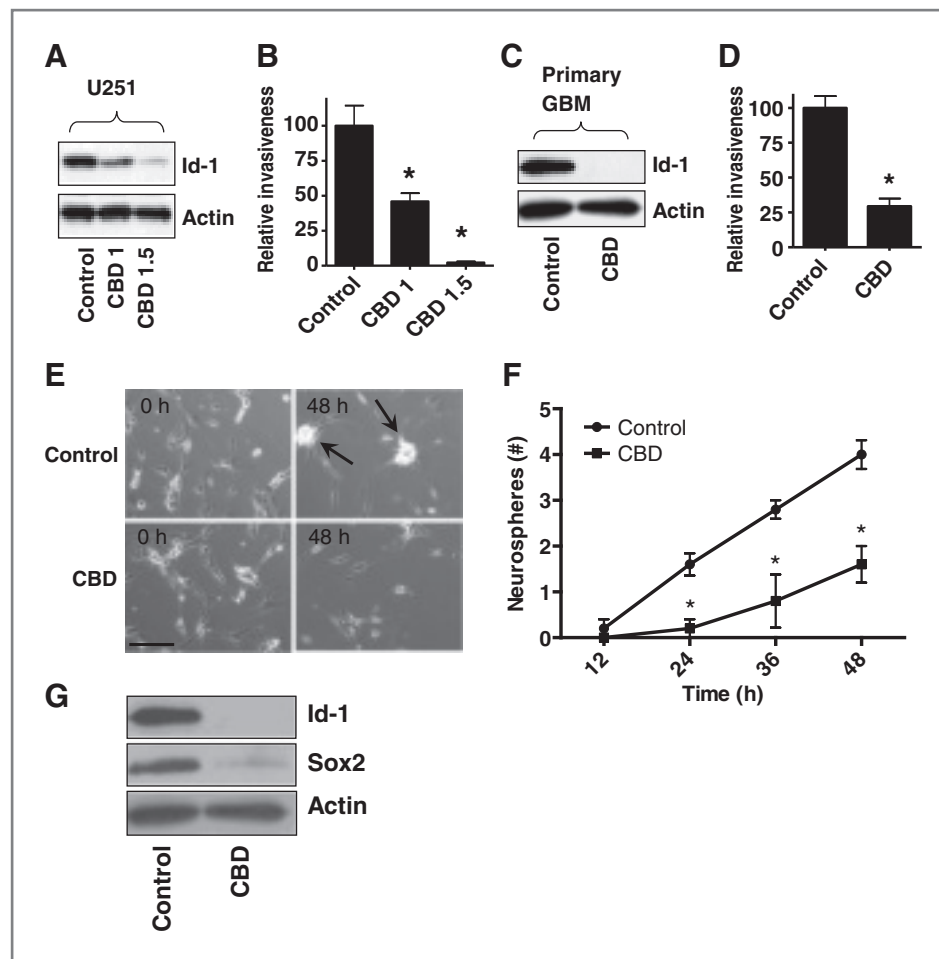 A
U251
Id-1
Actin
Control
CBD 1
CBD 1.5
B
Relative invasiveness
100
75
50
25
0
*
*
Control
CBD 1
CBD 1.5
C
Primary
GBM
Id-1
Actin
Control
CBD
D
Relative invasiveness
100
75
50
25
0
*
Control
CBD
E
Control
0 h
48 h
CBD
0 h
48 h
F
Neurospheres (#)
5
4
3
2
1
0
Control
CBD
*
*
*
12
24
36
48
Time (h)
G
Id-1
Sox2
Actin
Control
CBD